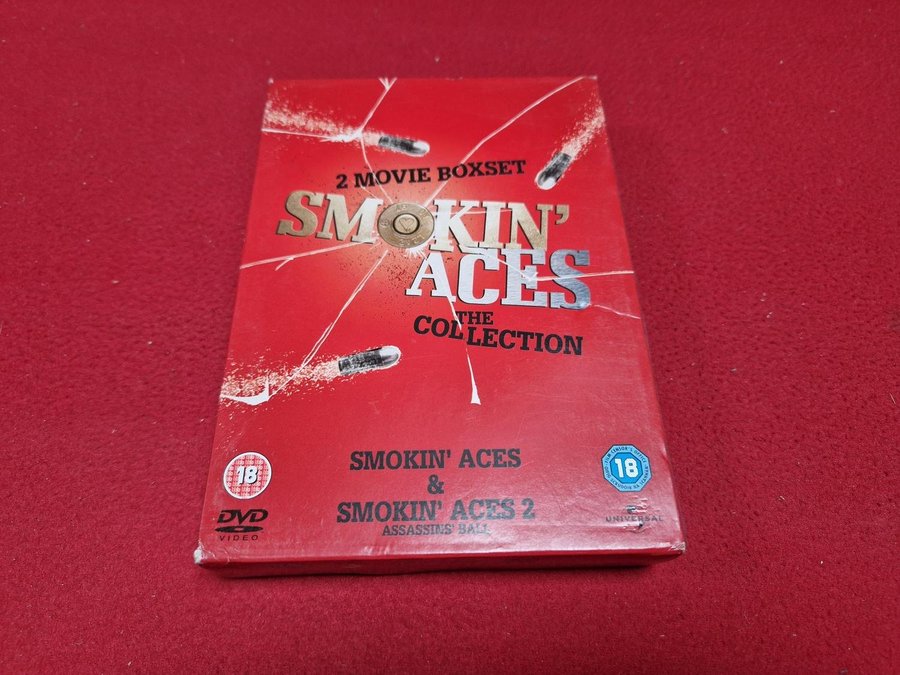 2 MOVIE BOXSET
SMOKIN'
ACES
THE
COLLECTION
SMOKIN' ACES
&
SMOKIN' ACES 2
ASSASSINS' BALL
18
18
DVD
VIDEO
UNIVERSAL